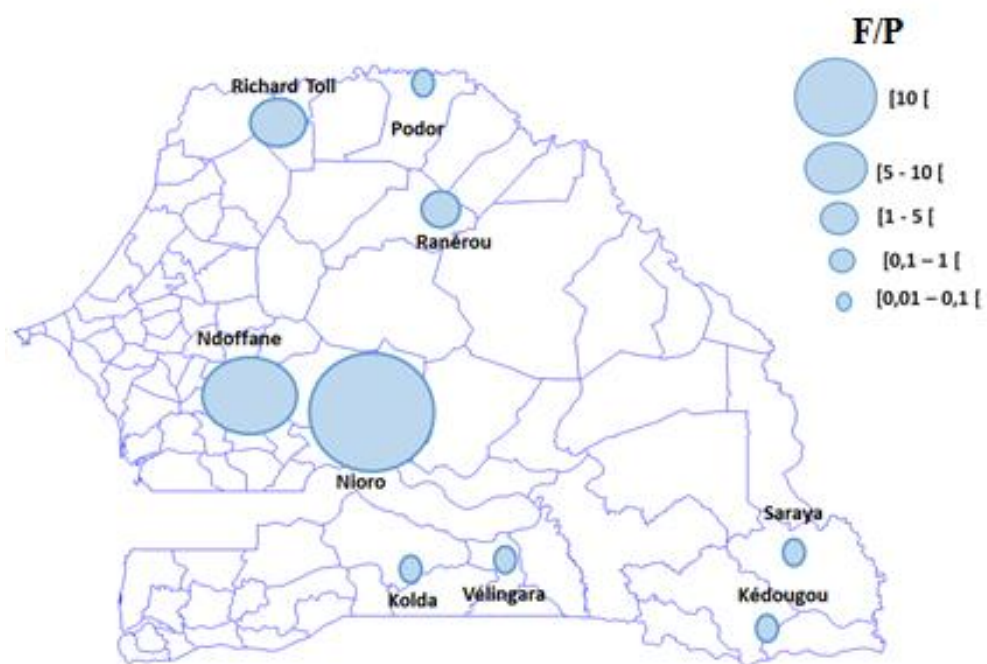 F/P
[10 [
[5 - 10 [
[1 - 5 [
[0,1 – 1 [
[0,01 – 0,1 [
Richard Toll
Podor
Ranérou
Ndoffane
Nioro
Saraya
Kolda
Vélingara
Kédougou